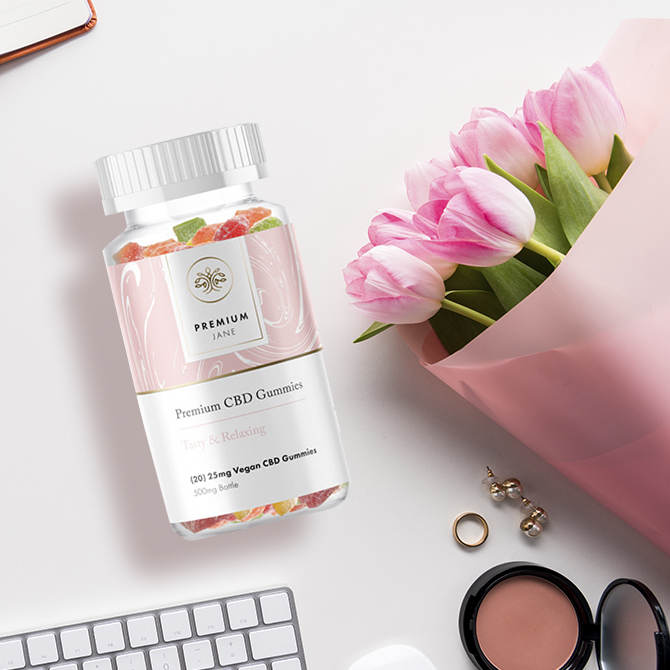 PREMIUM
JANE
Premium CBD Gummies
Tasty & Relaxing
(20) 25mg Vegan CBD Gummies
500mg Bottle